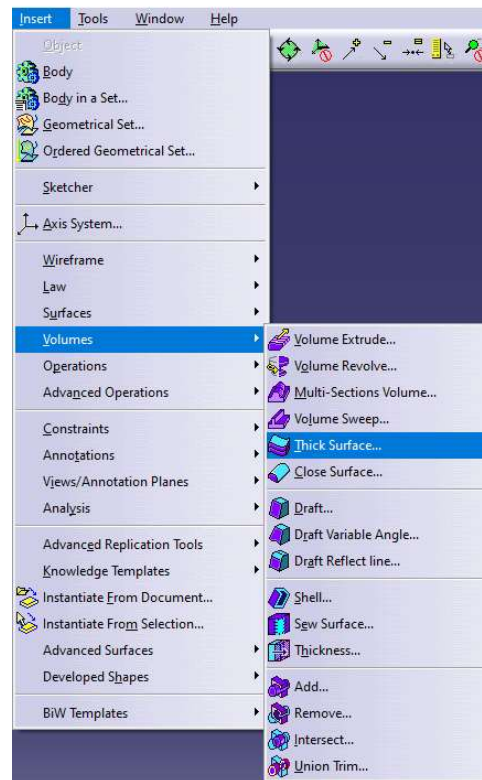 Insert Tools Window Help
Object
Body
Body in a Set...
Geometrical Set...
Ordered Geometrical Set...
Sketcher
Axis System...
Wireframe
Law
Surfaces
Volumes
Operations
Advanced Operations
Constraints
Annotations
Views/Annotation Planes
Analysis
Advanced Replication Tools
Knowledge Templates
Instantiate From Document...
Instantiate From Selection...
Advanced Surfaces
Developed Shapes
BiW Templates
Volume Extrude...
Volume Revolve...
Multi-Sections Volume...
Volume Sweep...
Thick Surface...
Close Surface...
Draft...
Draft Variable Angle...
Draft Reflect line...
Shell...
Sew Surface...
Thickness...
Add...
Remove...
Intersect...
Union Trim...